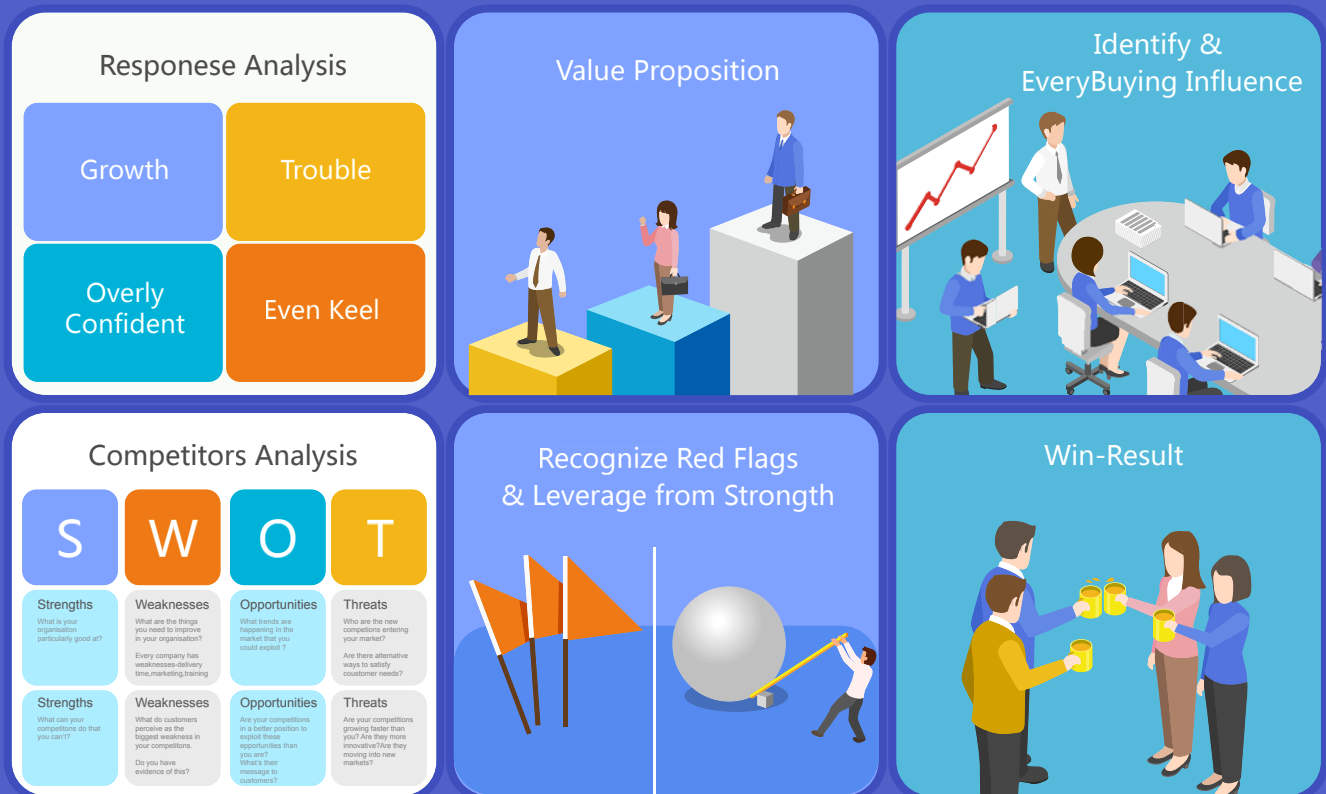 Responese Analysis
Growth
Trouble
Overly
Confident
Even Keel
Value Proposition
Identify &
EveryBuying Influence
Competitors Analysis
S
W
O
T
Strengths
What is your
organisation
particularly good at?
Weaknesses
What are the things
you need to improve
in your organisation?
Every company has
weaknesses-delivery
time,marketing,training
Opportunities
What trends are
happening in the
market that you
could exploit ?
Threats
Who are the new
competions entering
your market?
Are there alternative
ways to satisfy
coustomer needs?
Strengths
What can your
competitons do that
you can't?
Weaknesses
What do customers
perceive as the
biggest weakness in
your competitons.
Do you have
evidence of this?
Opportunities
Are your competitions
in a better position to
exploit these
epportunities than
you are?
What's their
message to
customers?
Threats
Are your competitions
growing faster than
you? Are they more
innovative?Are they
moving into new
markets?
Recognize Red Flags
& Leverage from Strength
Win-Result